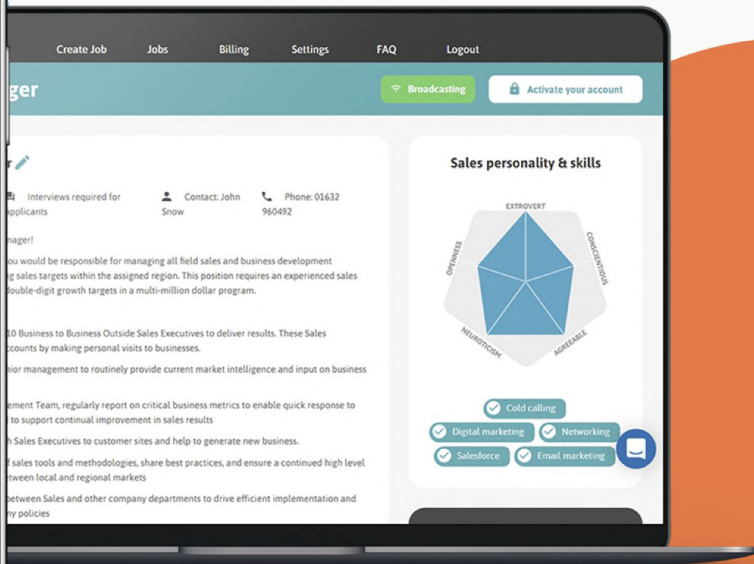 Create Job Jobs Billing Settings FAQ Logout
ger
Broadcasting
Activate your account
r
Interviews required for
applicants
Contact: John
Snow
Phone: 01632
960492
nager!
ou would be responsible for managing all field sales and business development
ng sales targets within the assigned region. This position requires an experienced sales
double-digit growth targets in a multi-million dollar program.
10 Business to Business Outside Sales Executives to deliver results. These Sales
ccounts by making personal visits to businesses.
nior management to routinely provide current market intelligence and input on business
ement Team, regularly report on critical business metrics to enable quick response to
d to support continual improvement in sales results
h Sales Executives to customer sites and help to generate new business.
f sales tools and methodologies, share best practices, and ensure a continued high level
etween local and regional markets
between Sales and other company departments to drive efficient implementation and
ny policies
Sales personality & skills
EXTROVERT
CONSCIENTIOUS
OPENNESS
NEUROTICISM
AGREEABLE
Cold calling
Digital marketing
Networking
Salesforce
Email marketing